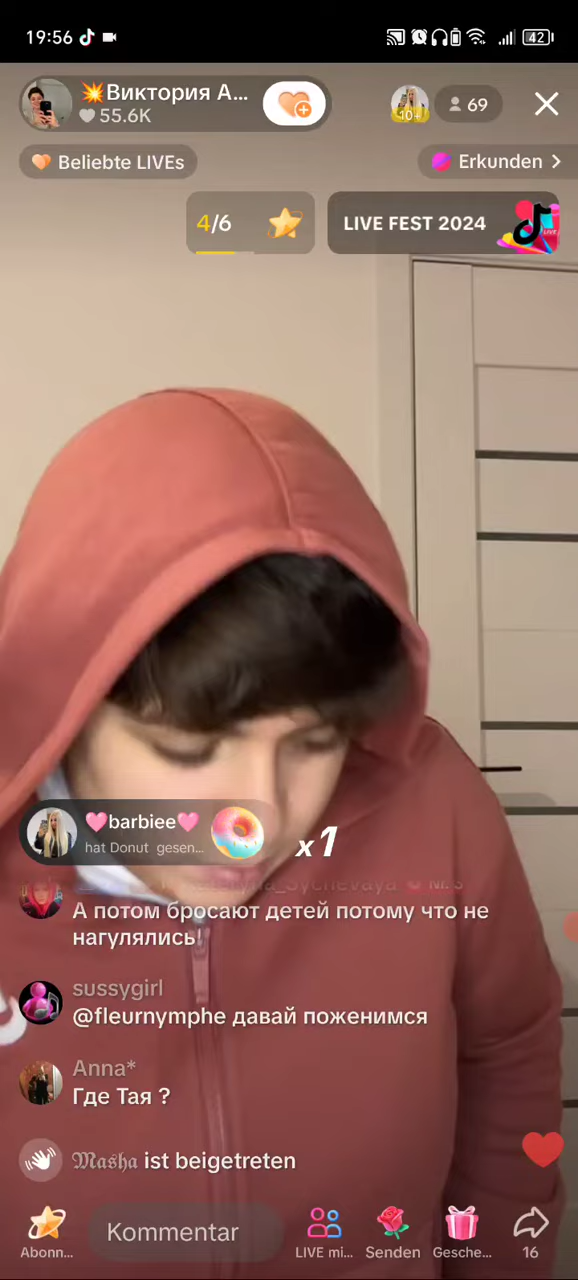 19:56
42
💥Виктория А...
55.6K
10+
69
Beliebte LIVEs
Erkunden
4/6
LIVE FEST 2024
LIVE
🩷barbiee🩷
hat Donut gesen...
x1
А потом бросают детей потому что не
нагулялись!
sussygirl
@fleurnymphe давай поженимся
Anna*
Где Тая ?
𝔐𝔞𝔰𝔥𝔞 ist beigetreten
Abonn...
Kommentar
LIVE mi...
Senden
Gesche...
16